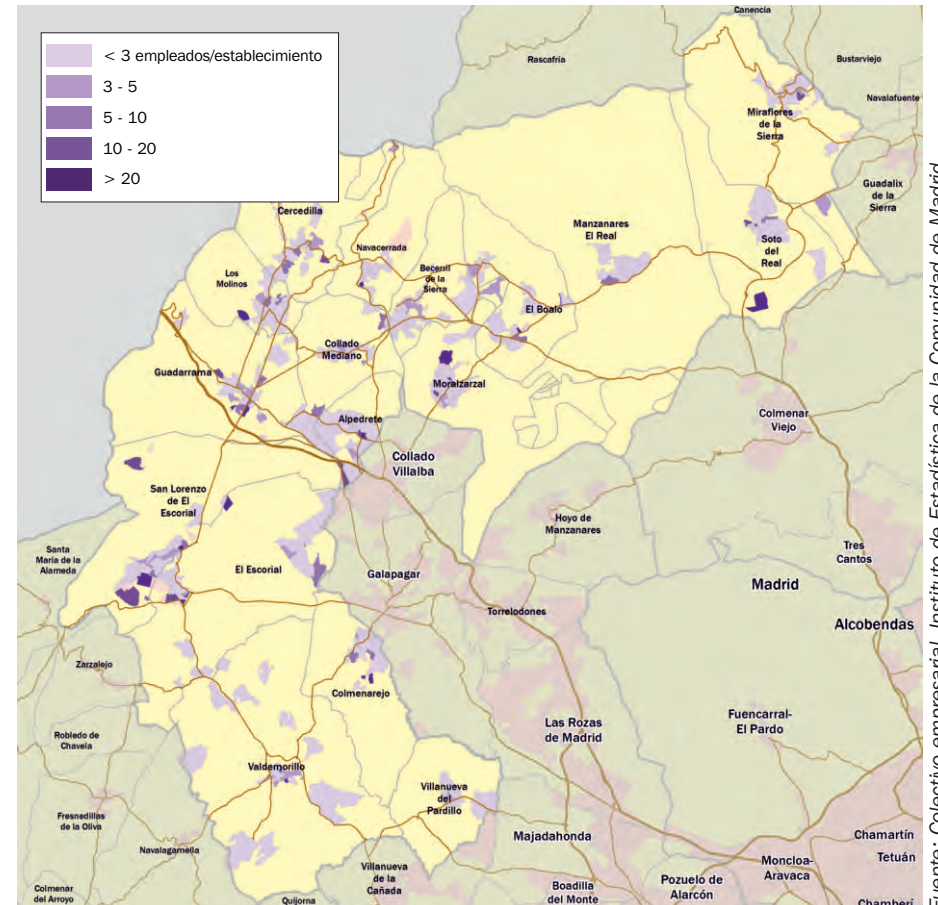 < 3 empleados/establecimiento
3 - 5
5 - 10
10 - 20
> 20
Canencia
Rascafría
Bustarviejo
Navalafuente
Miraflores
de la
Sierra
Guadalix
de la
Sierra
Cercedilla
Navacerrada
Manzanares
El Real
Soto
del
Real
Los
Molinos
Becerril
de la
Sierra
El Boalo
Collado
Mediano
Guadarrama
Moralzarzal
Alpedrete
Colmenar
Viejo
Collado
Villalba
San Lorenzo
de El
Escorial
Hoyo de
Manzanares
Santa
María de la
Alameda
El Escorial
Galapagar
Tres
Cantos
Madrid
Torrelodones
Alcobendas
Zarzalejo
Colmenarejo
Robledo de
Chavela
Las Rozas
de Madrid
Fuencarral-
El Pardo
Valdemorillo
Villanueva
del
Pardillo
Fresnedillas
de la Oliva
Navalagamella
Majadahonda
Chamartín
Tetuán
Moncloa-
Aravaca
Villanueva
de la
Cañada
Colmenar
del Arroyo
Quijorna
Boadilla
del Monte
Pozuelo de
Alarcón
Chamberí
Fuente: Colectivo empresarial. Instituto de Estadística de la Comunidad de Madrid